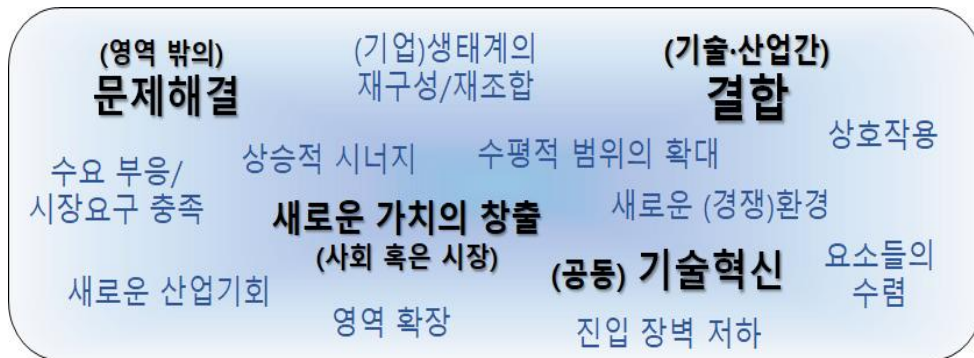 (영역 밖의)
문제해결
(기업)생태계의
재구성/재조합
(기술·산업간)
결합
상호작용
수요 부응/
시장요구 충족
상승적 시너지
수평적 범위의 확대
새로운 가치의 창출
(사회 혹은 시장)
새로운 (경쟁)환경
(공동) 기술혁신
요소들의
수렴
새로운 산업기회
영역 확장
진입 장벽 저하